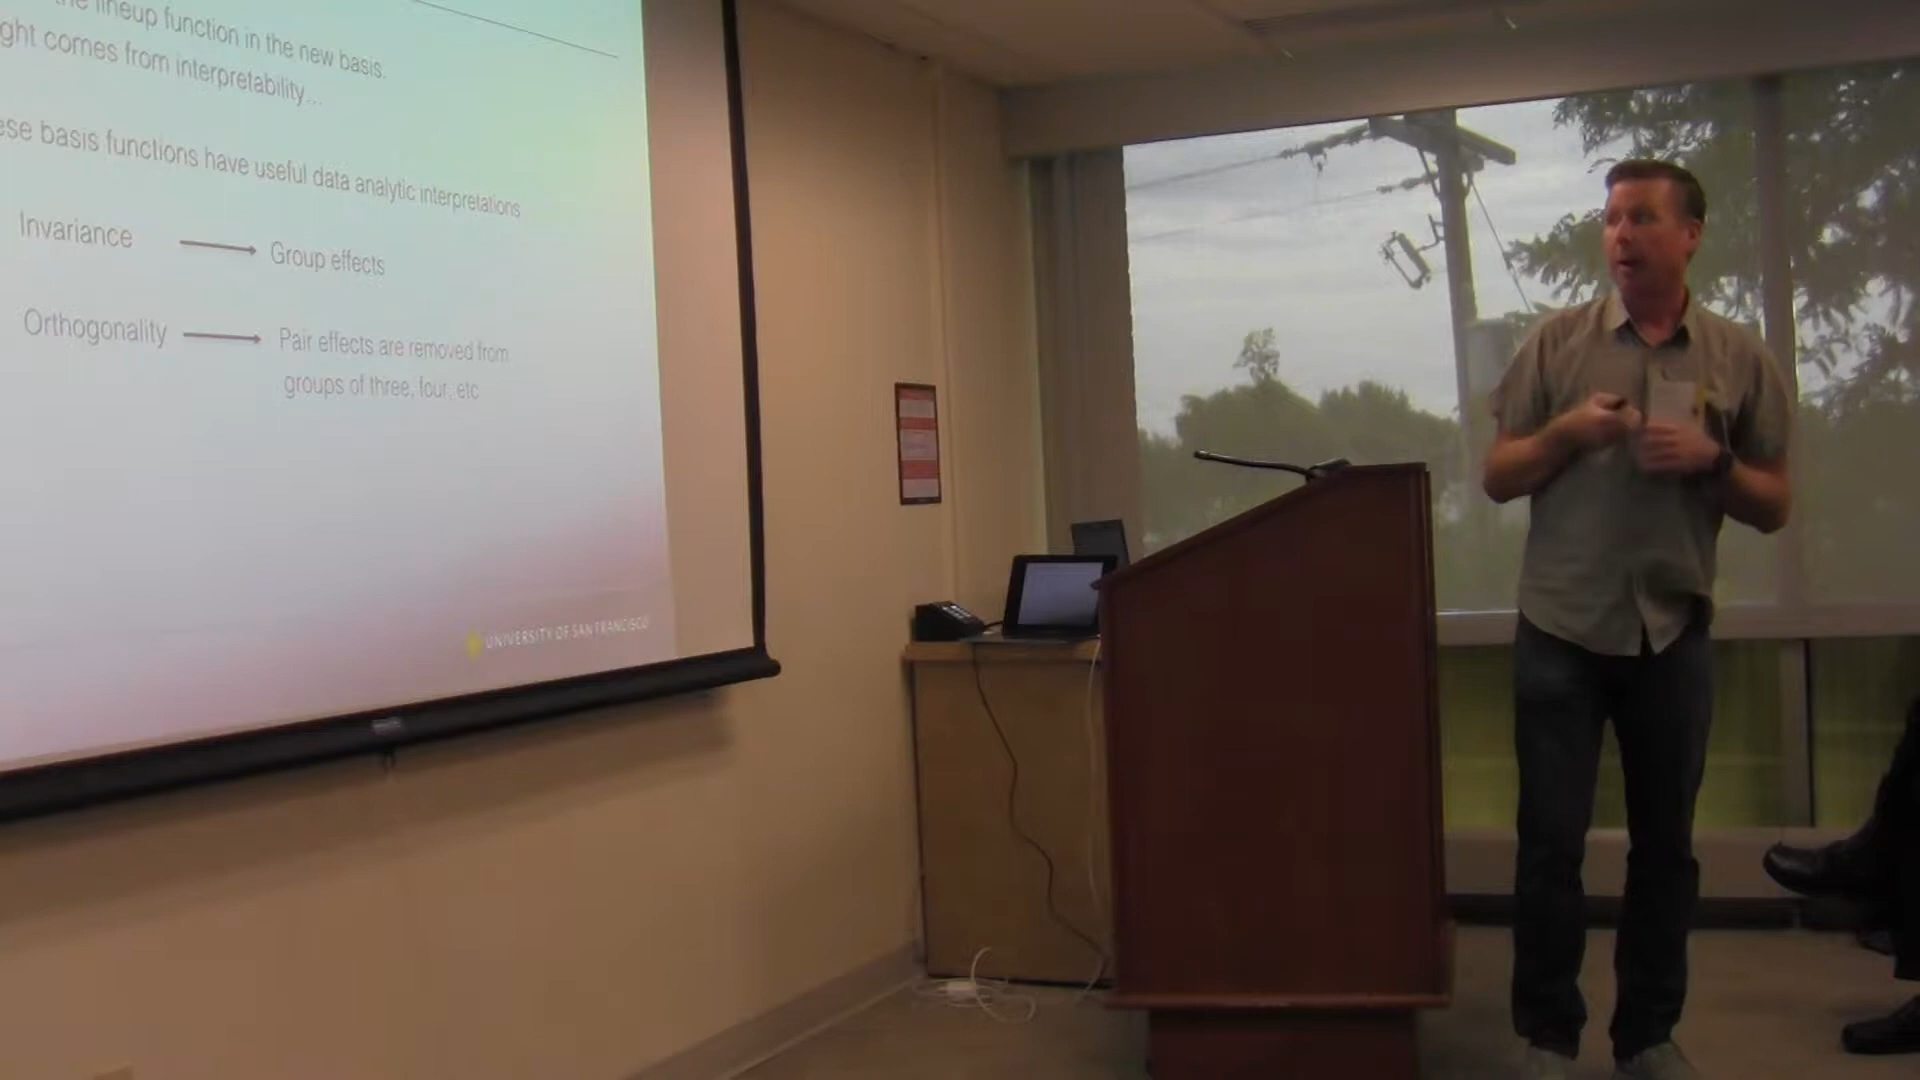 lineup function in the new basis.
ght comes from interpretability...
ese basis functions have useful data analytic interpretations
Invariance
Group effects
Orthogonality
Pair effects are removed from
groups of three, four, etc
UNIVERSITY OF SAN FRANCISCO